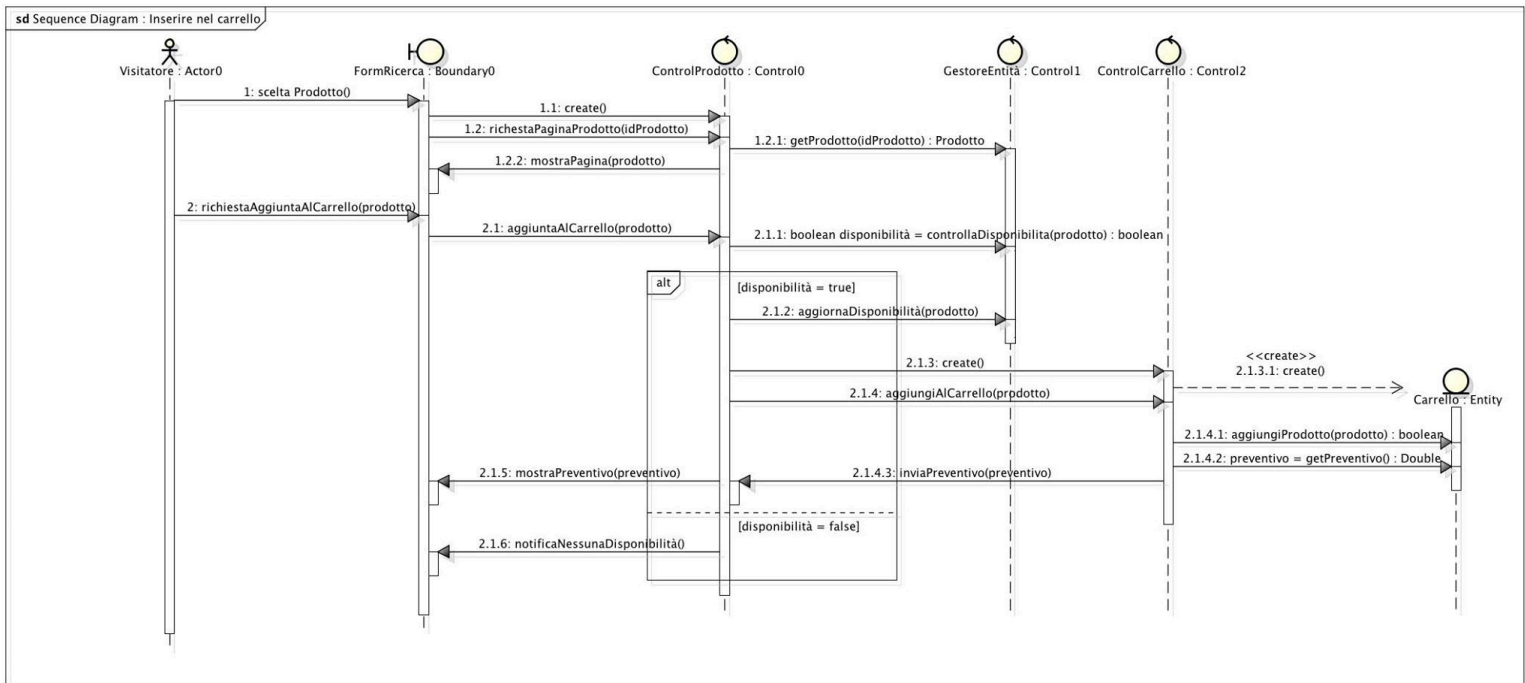 sd Sequence Diagram : Inserire nel carrello
Visitatore : Actor0
FormRicerca : Boundary0
ControlProdotto : Control0
GestoreEntità : Control1
ControlCarrello : Control2
1: scelta Prodotto()
1.1: create()
1.2: richestaPaginaProdotto(idProdotto)
1.2.1: getProdotto(idProdotto) : Prodotto
1.2.2: mostraPagina(prodotto)
2: richiestaAggiuntaAlCarrello(prodotto)
2.1: aggiuntaAlCarrello(prodotto)
2.1.1: boolean disponibilità = controllaDisponibilita(prodotto) : boolean
alt
[disponibilità = true]
2.1.2: aggiornaDisponibilità(prodotto)
2.1.3: create()
<<create>>
2.1.3.1: create()
Carrello : Entity
2.1.4: aggiungiAlCarrello(prodotto)
2.1.4.1: aggiungiProdotto(prodotto) : boolean
2.1.4.2: preventivo = getPreventivo() : Double
2.1.5: mostraPreventivo(preventivo)
2.1.4.3: inviaPreventivo(preventivo)
[disponibilità = false]
2.1.6: notificaNessunaDisponibilità()